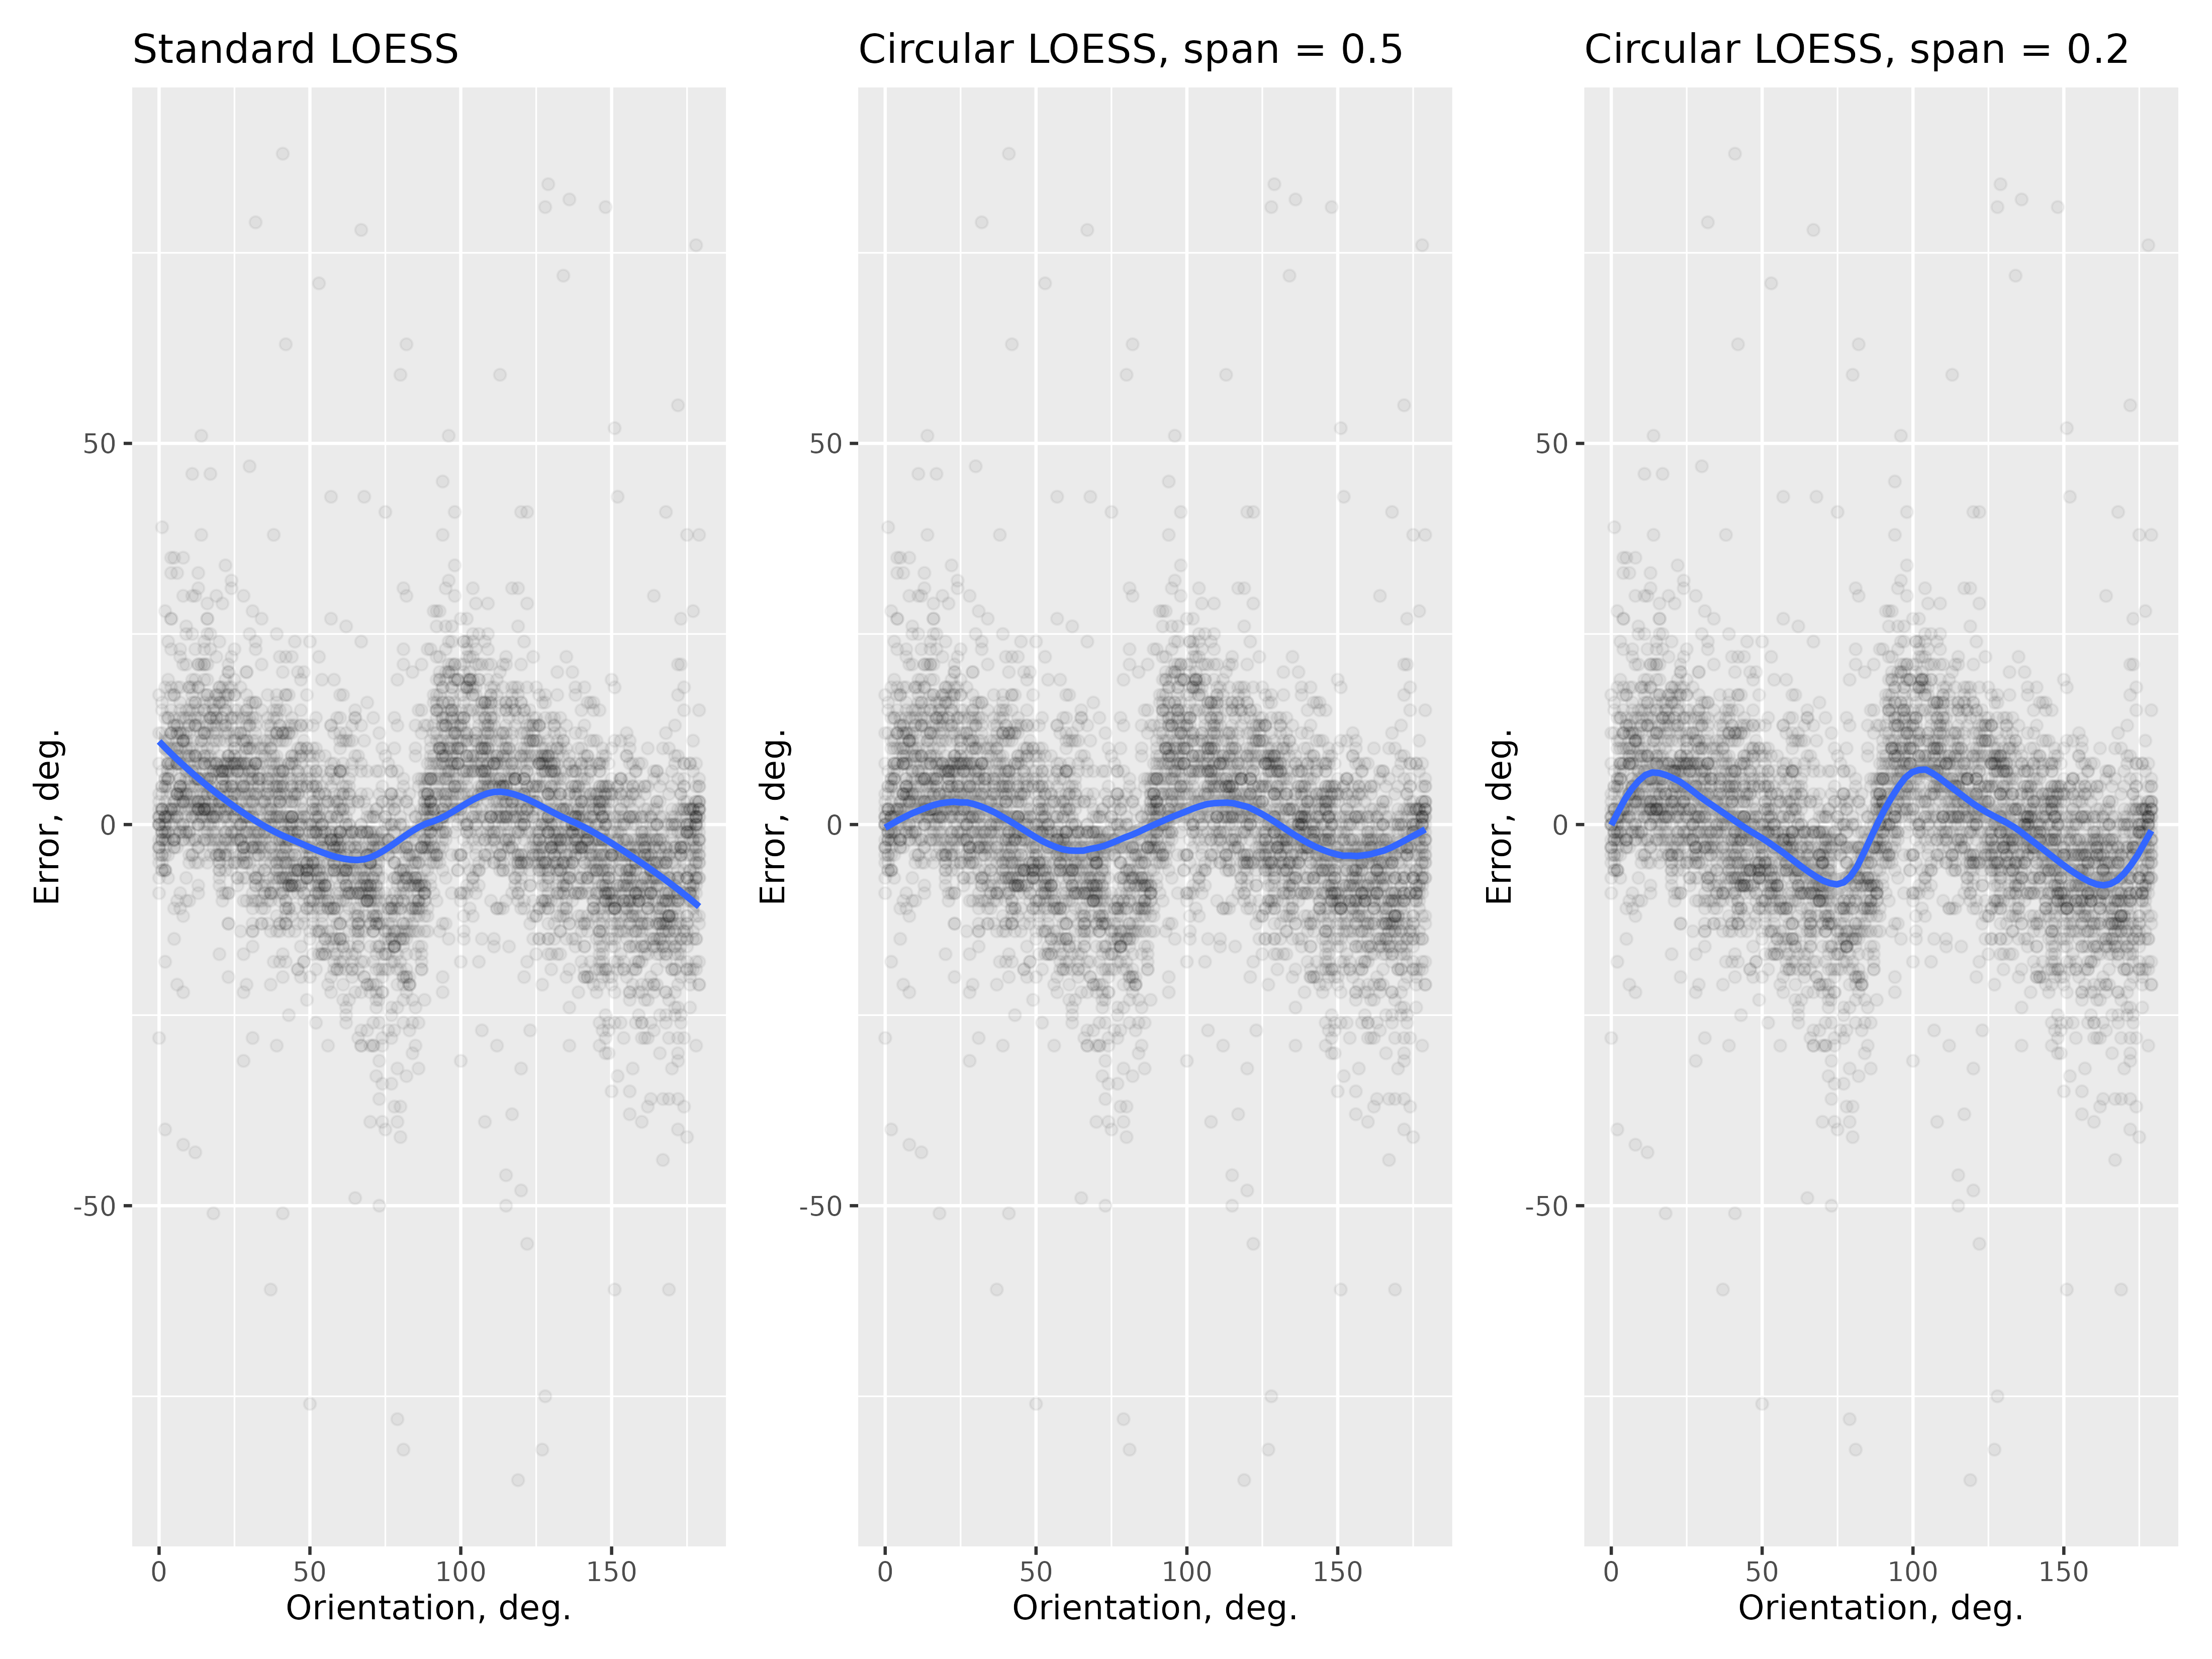 Standard LOESS
Circular LOESS, span = 0.5
Circular LOESS, span = 0.2
Error, deg.
50
0
-50
0 50 100 150
Orientation, deg.
Error, deg.
50
0
-50
0 50 100 150
Orientation, deg.
Error, deg.
50
0
-50
0 50 100 150
Orientation, deg.